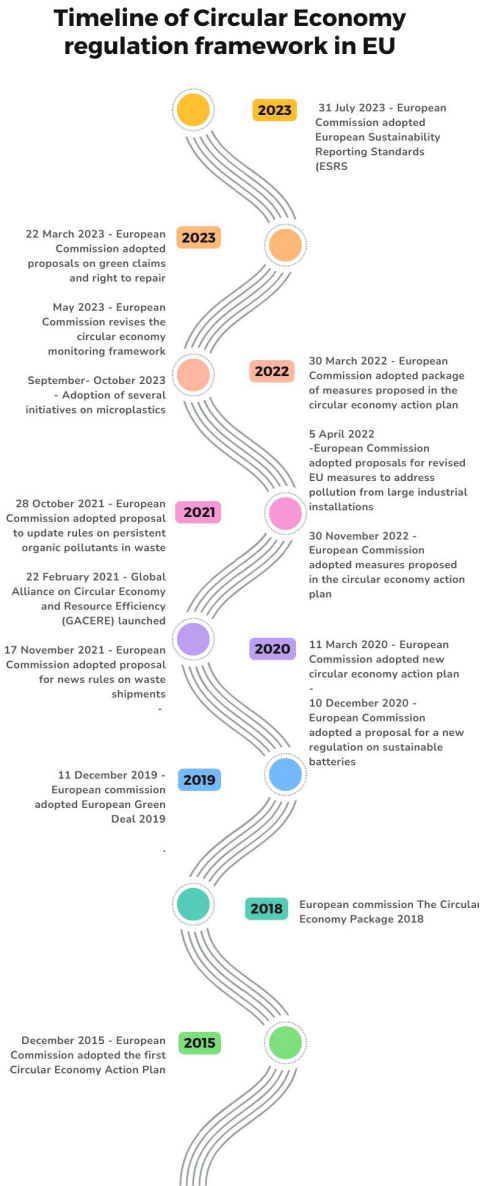 Timeline of Circular Economy
regulation framework in EU
2023
31 July 2023 - European
Commission adopted
European Sustainability
Reporting Standards
(ESRS
2023
22 March 2023 - European
Commission adopted
proposals on green claims
and right to repair
May 2023 - European
Commission revises the
circular economy
monitoring framework
September- October 2023
- Adoption of several
initiatives on microplastics
2022
30 March 2022 - European
Commission adopted package
of measures proposed in the
circular economy action plan
5 April 2022
-European Commission
adopted proposals for revised
EU measures to address
pollution from large industrial
installations
30 November 2022 -
European Commission
adopted measures proposed
in the circular economy action
plan
2021
28 October 2021 - European
Commission adopted proposal
to update rules on persistent
organic pollutants in waste
22 February 2021 - Global
Alliance on Circular Economy
and Resource Efficiency
(GACERE) launched
17 November 2021 - European
Commission adopted proposal
for news rules on waste
shipments
-
2020
11 March 2020 - European
Commission adopted new
circular economy action plan
-
10 December 2020 -
European Commission
adopted a proposal for a new
regulation on sustainable
batteries
2019
11 December 2019 -
European commission
adopted European Green
Deal 2019
.
2018
European commission The Circular
Economy Package 2018
2015
December 2015 - European
Commission adopted the first
Circular Economy Action Plan